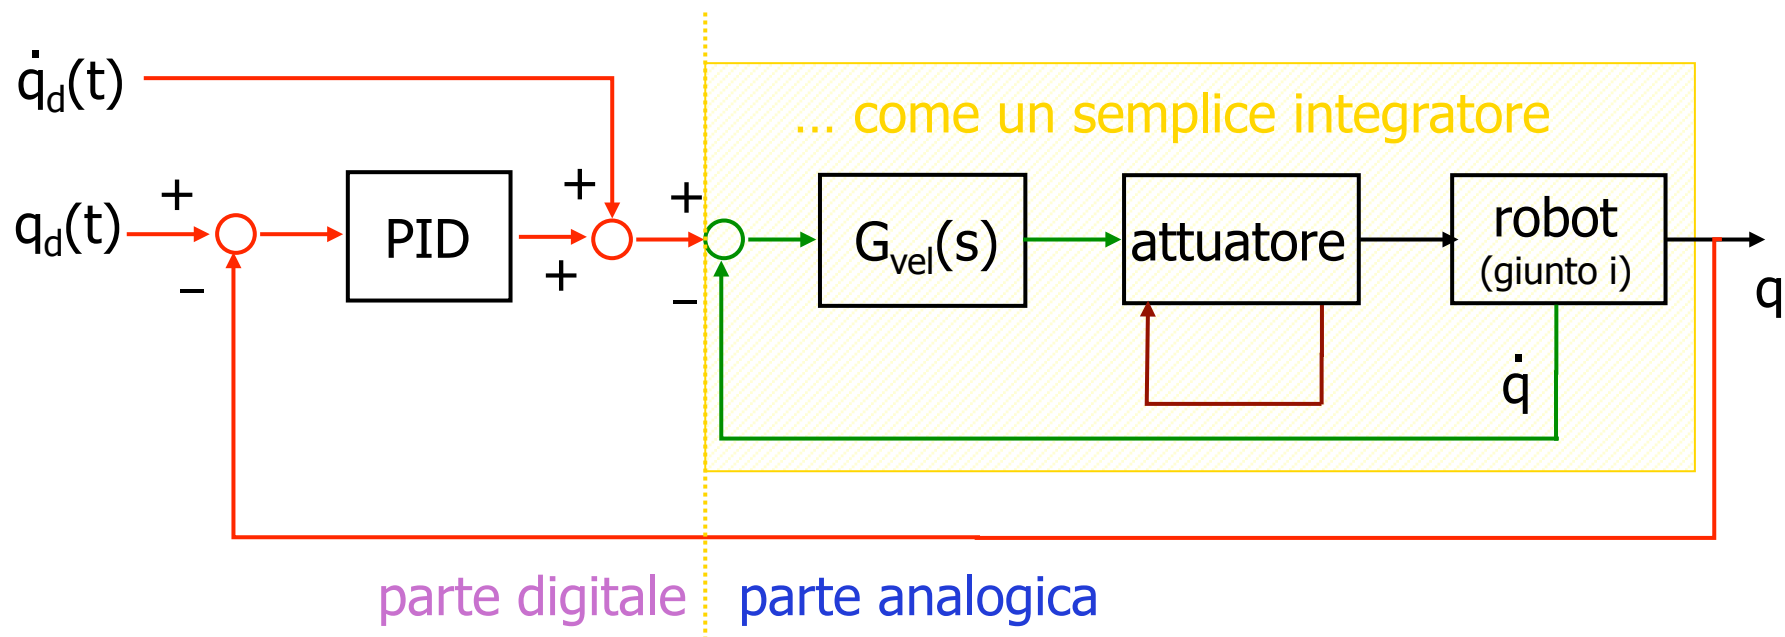 q̇d(t)
... come un semplice integratore
+
+
+
qd(t)
PID
Gvel(s)
attuatore
robot
(giunto i)
–
+
–
q
q̇
parte digitale
parte analogica